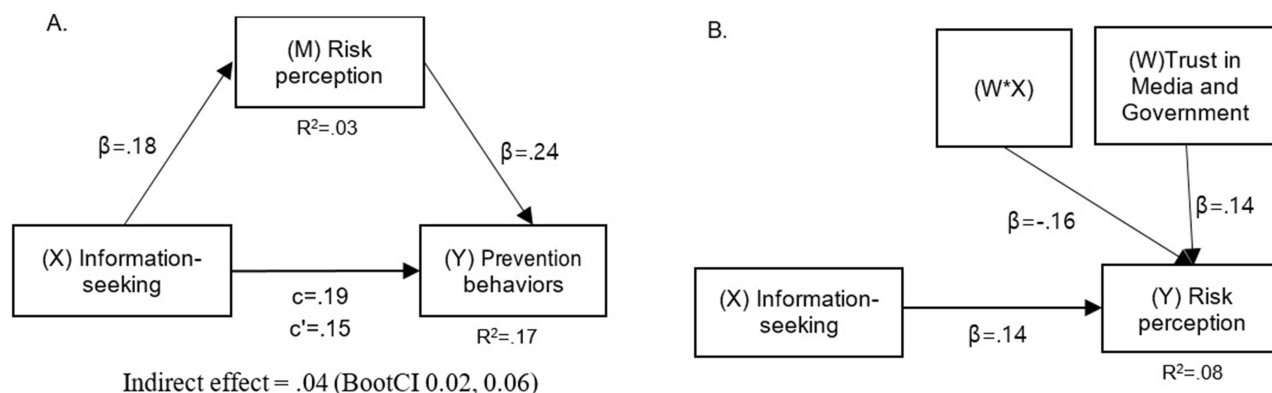 A.
(M) Risk
perception
R²=.03
β=.18
β=.24
(X) Information-
seeking
(Y) Prevention
behaviors
c=.19
c'=.15
R²=.17
Indirect effect = .04 (BootCI 0.02, 0.06)
B.
(W*X)
(W)Trust in
Media and
Government
β=-.16
β=.14
(X) Information-
seeking
(Y) Risk
perception
β=.14
R²=.08